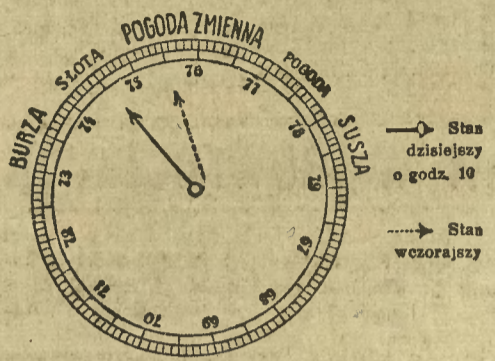 POGODA ZMIENNA
SŁOTA
POGODA
BURZA
SUSZA
73
74
75
76
77
78
79
67
68
69
70
71
72
Stan
dzisiejszy
o godz. 10
Stan
wczorajszy